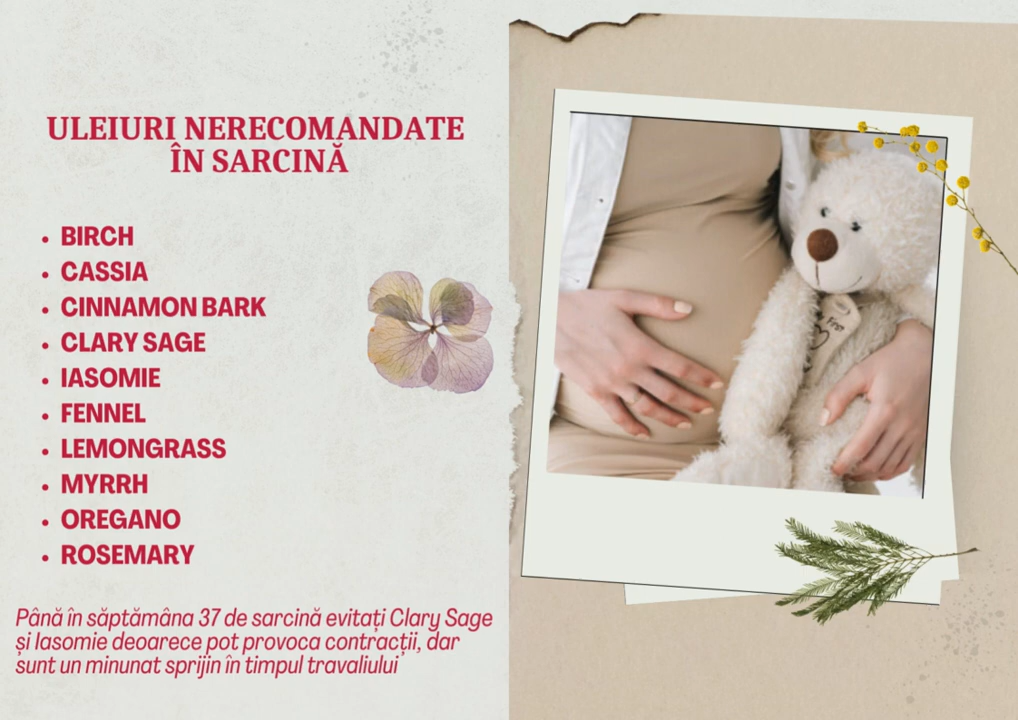 ULEIURI NERECOMANDATE
ÎN SARCINĂ
• BIRCH
• CASSIA
• CINNAMON BARK
• CLARY SAGE
• IASOMIE
• FENNEL
• LEMONGRASS
• MYRRH
• OREGANO
• ROSEMARY
Până în săptămâna 37 de sarcină evitați Clary Sage
și Iasomie deoarece pot provoca contracții, dar
sunt un minunat sprijin în timpul travaliului